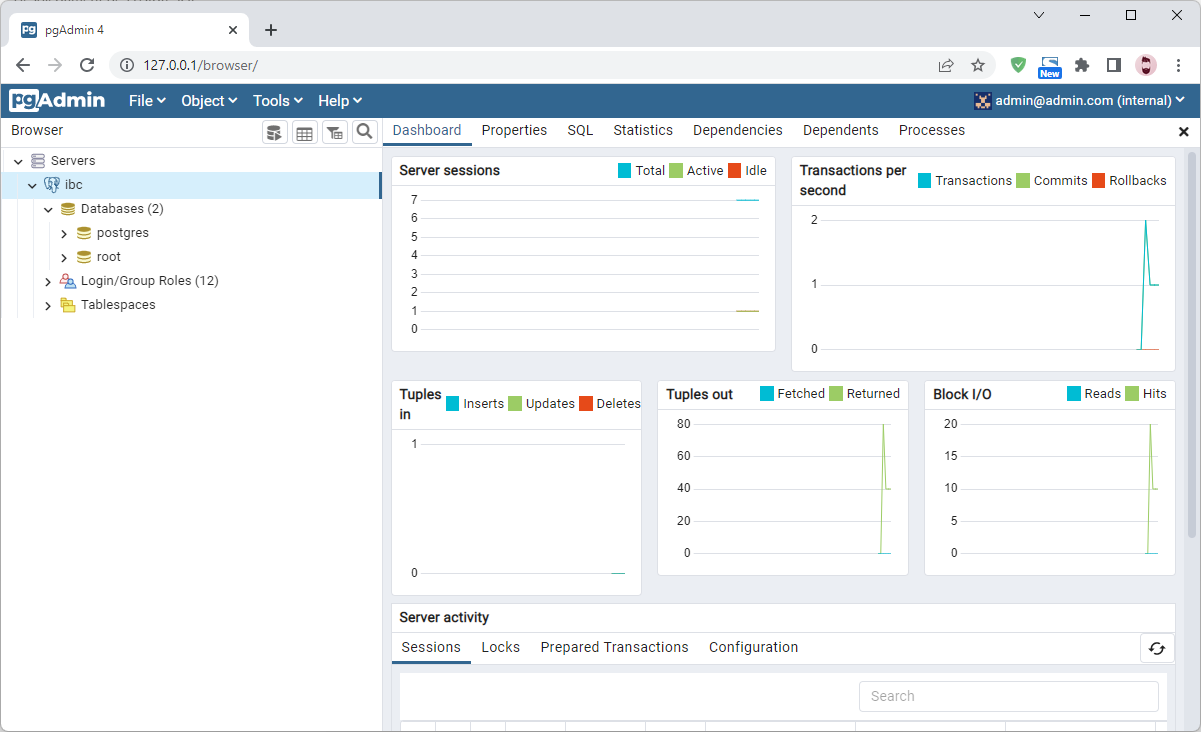 pgAdmin 4
127.0.0.1/browser/
New
pgAdmin File Object Tools Help admin@admin.com (internal)
Browser
Servers
ibc
Databases (2)
postgres
root
Login/Group Roles (12)
Tablespaces
Dashboard Properties SQL Statistics Dependencies Dependents Processes
Server sessions Total Active Idle
7
6
5
4
3
2
1
0
Transactions per
second
Transactions Commits Rollbacks
2
1
0
Tuples
in
Inserts Updates Deletes
1
0
Tuples out Fetched Returned
80
60
40
20
0
Block I/O Reads Hits
20
15
10
5
0
Server activity
Sessions Locks Prepared Transactions Configuration
Search